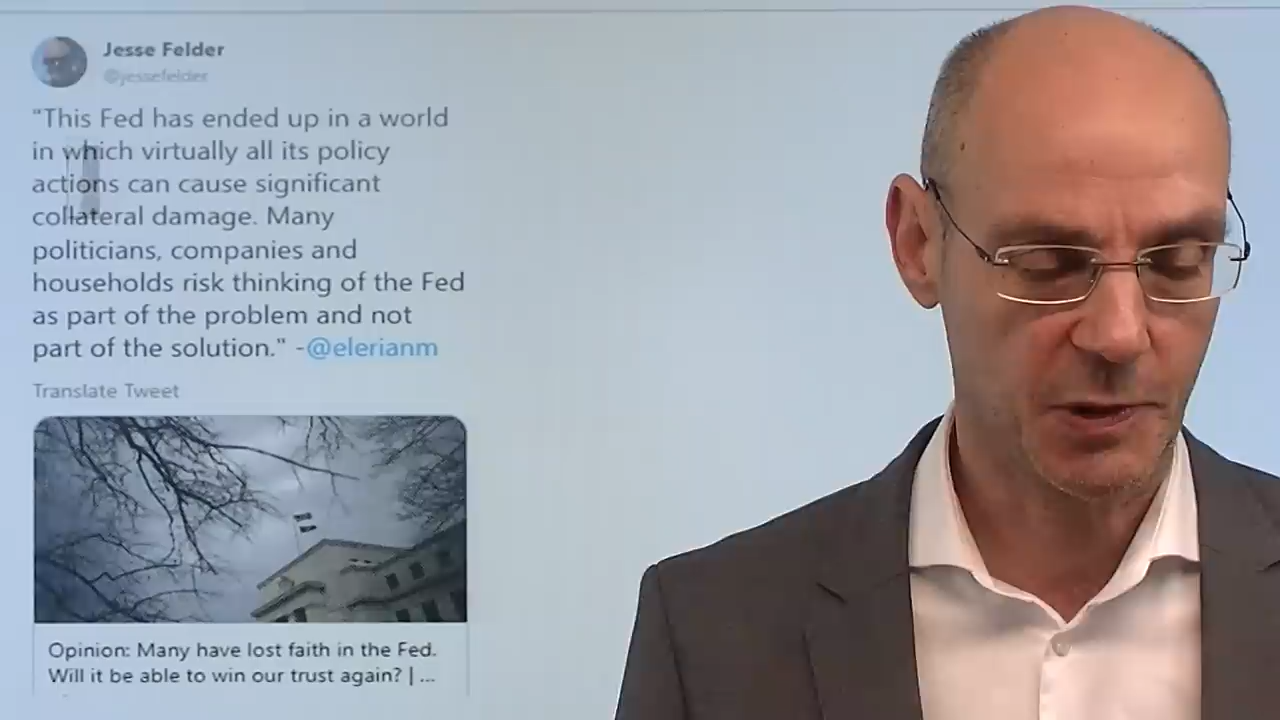 Jesse Felder
@jessefelder
"This Fed has ended up in a world
in which virtually all its policy
actions can cause significant
collateral damage. Many
politicians, companies and
households risk thinking of the Fed
as part of the problem and not
part of the solution." -@elerianm
Translate Tweet
Opinion: Many have lost faith in the Fed.
Will it be able to win our trust again? | ...